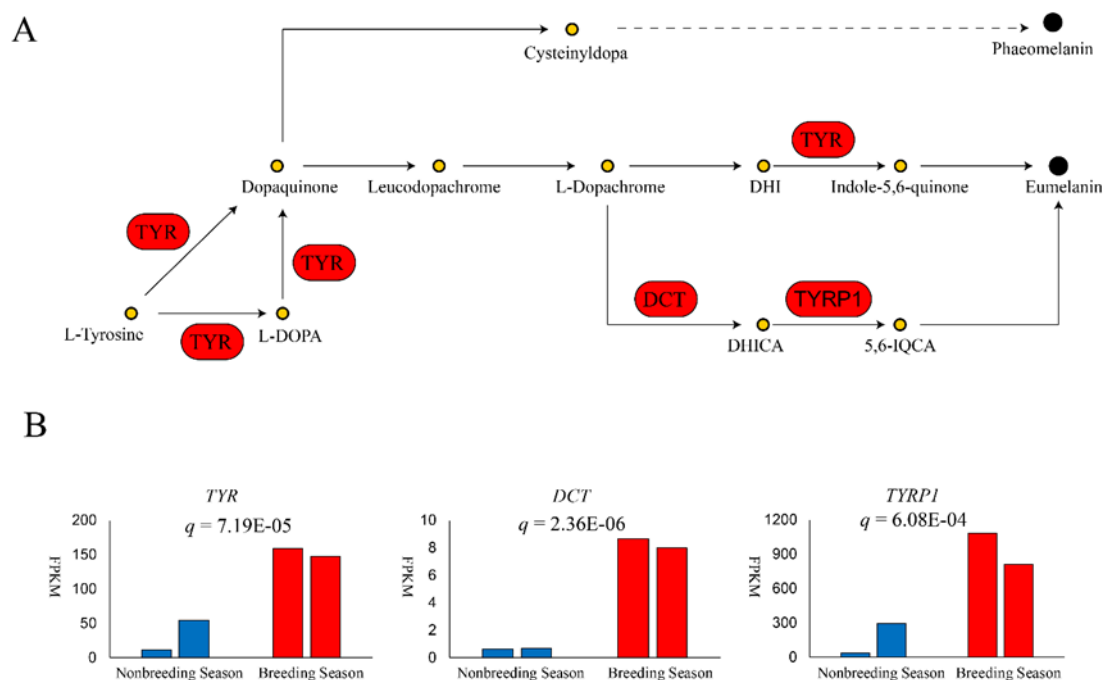 A
Cysteinyldopa
Phaeomelanin
TYR
Dopaquinone
Leucodopachrome
L-Dopachrome
DHI
Indole-5,6-quinone
Eumelanin
TYR
TYR
DCT
TYRP1
L-Tyrosine
TYR
L-DOPA
DHICA
5,6-IQCA
B
TYR
q = 7.19E-05
FPKM
200
150
100
50
0
Nonbreeding Season
Breeding Season
DCT
q = 2.36E-06
FPKM
10
8
6
4
2
0
Nonbreeding Season
Breeding Season
TYRP1
q = 6.08E-04
FPKM
1200
900
600
300
0
Nonbreeding Season
Breeding Season